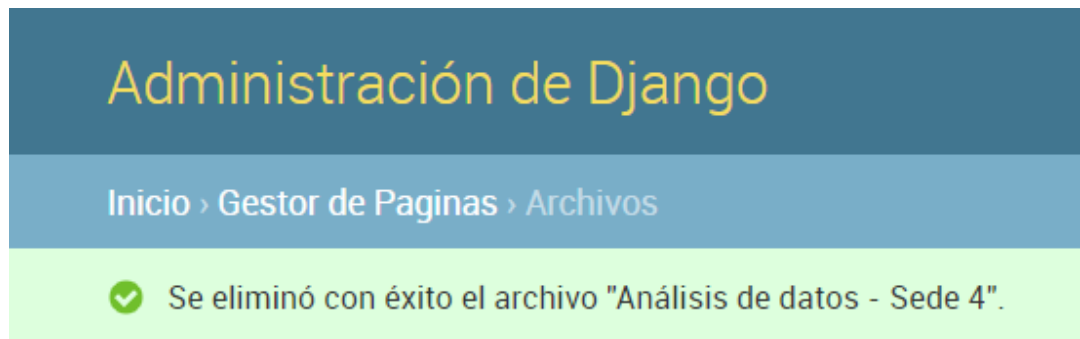 Administración de Django
Inicio › Gestor de Paginas › Archivos
Se eliminó con éxito el archivo "Análisis de datos - Sede 4".